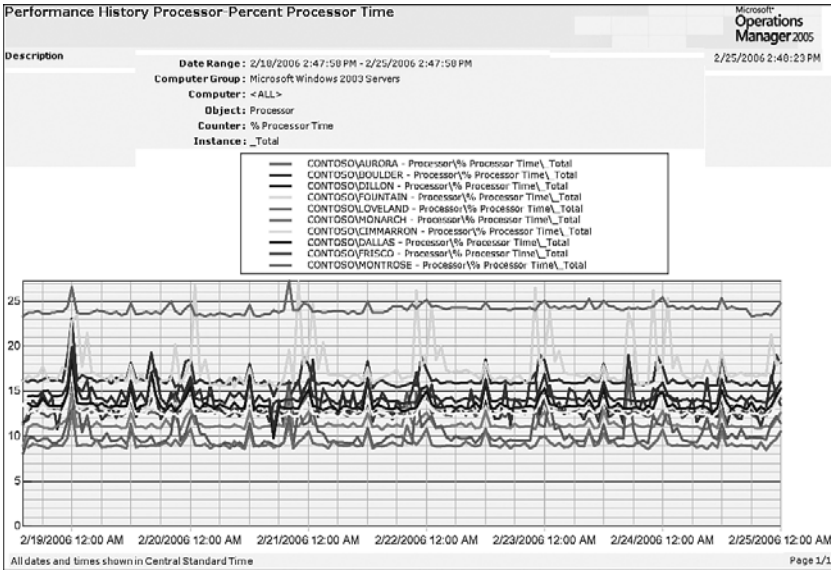 Performance History Processor-Percent Processor Time
Microsoft
Operations
Manager 2005
Description
2/25/2006 2:48:23 PM
Date Range: 2/18/2006 2:47:58 PM - 2/25/2006 2:47:58 PM
Computer Group: Microsoft Windows 2003 Servers
Computer: <ALL>
Object: Processor
Counter: % Processor Time
Instance: _Total
CONTOSO\AURORA - Processor\% Processor Time\_Total
CONTOSO\BOULDER - Processor\% Processor Time\_Total
CONTOSO\DILLON - Processor\% Processor Time\_Total
CONTOSO\FOUNTAIN - Processor\% Processor Time\_Total
CONTOSO\LOVELAND - Processor\% Processor Time\_Total
CONTOSO\MONARCH - Processor\% Processor Time\_Total
CONTOSO\CIMMARRON - Processor\% Processor Time\_Total
CONTOSO\DALLAS - Processor\% Processor Time\_Total
CONTOSO\FRISCO - Processor\% Processor Time\_Total
CONTOSO\MONTROSE - Processor\% Processor Time\_Total
25
20
15
10
5
0
2/19/2006 12:00 AM 2/20/2006 12:00 AM 2/21/2006 12:00 AM 2/22/2006 12:00 AM 2/23/2006 12:00 AM 2/24/2006 12:00 AM 2/25/2006 12:00 AM
All dates and times shown in Central Standard Time
Page 1/1